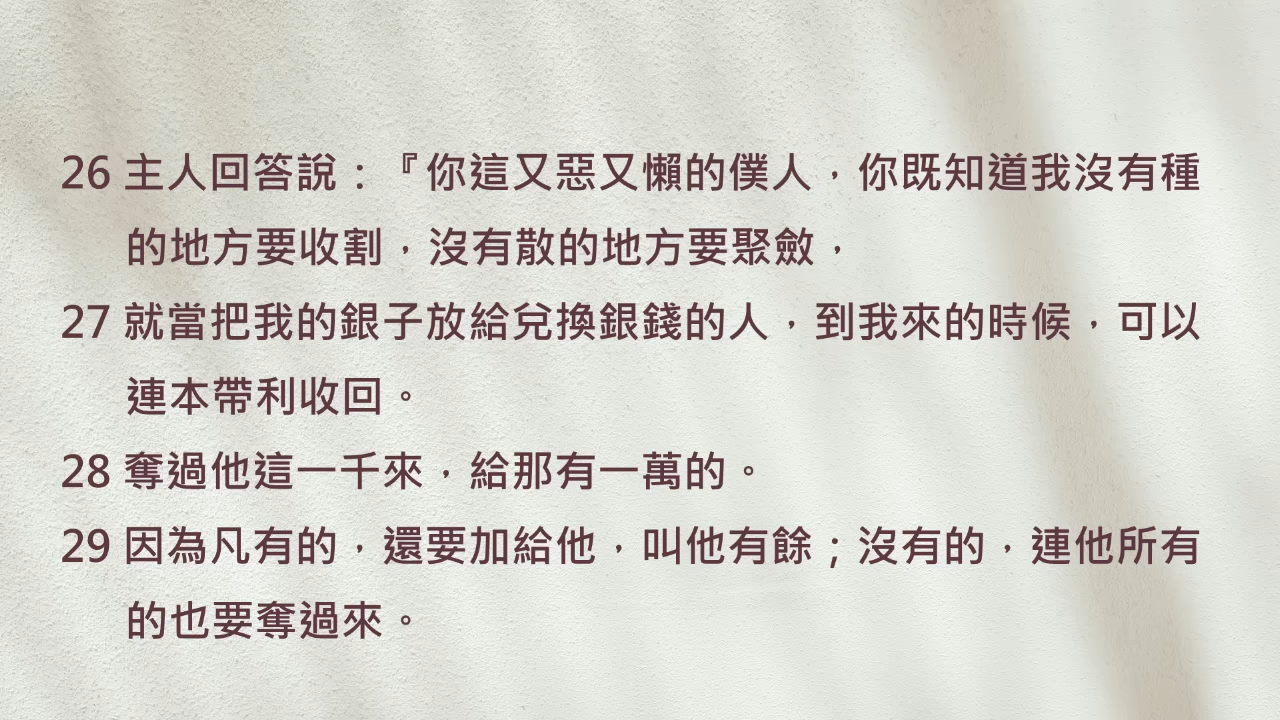 26 主人回答說：『你這又惡又懶的僕人，你既知道我沒有種
的地方要收割，沒有散的地方要聚斂，
27 就當把我的銀子放給兌換銀錢的人，到我來的時候，可以
連本帶利收回。
28 奪過他這一千來，給那有一萬的。
29 因為凡有的，還要加給他，叫他有餘；沒有的，連他所有
的也要奪過來。